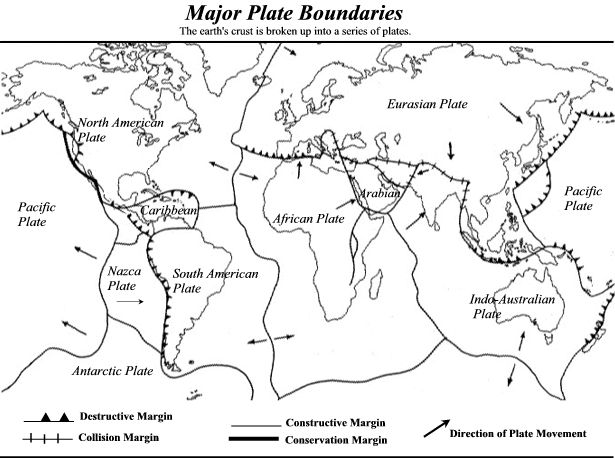 Major Plate Boundaries
The earth's crust is broken up into a series of plates.
Eurasian Plate
North American
Plate
Pacific
Plate
Caribbean
African Plate
Arabian
Pacific
Plate
Nazca
Plate
South American
Plate
Indo-Australian
Plate
Antarctic Plate
Destructive Margin
Collision Margin
Constructive Margin
Conservation Margin
Direction of Plate Movement